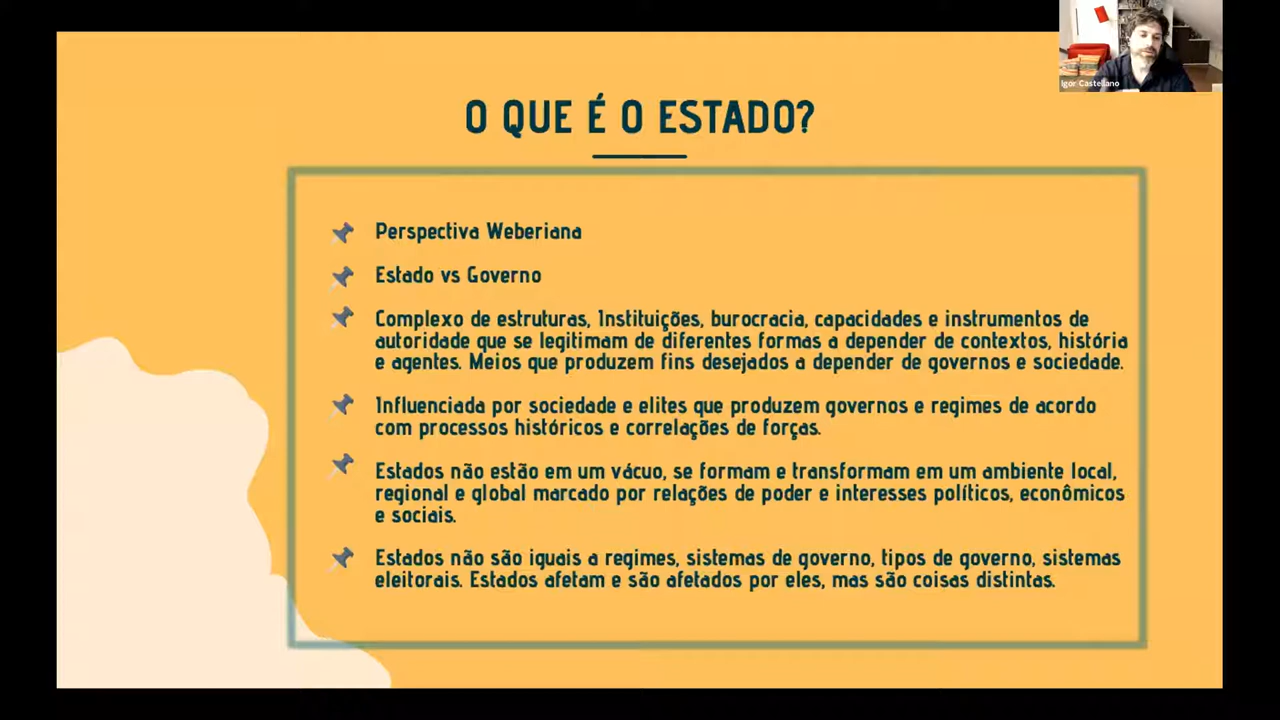 Igor Castellano
O QUE É O ESTADO?
Perspectiva Weberiana
Estado vs Governo
Complexo de estruturas, Instituições, burocracia, capacidades e instrumentos de
autoridade que se legitimam de diferentes formas a depender de contextos, história
e agentes. Meios que produzem fins desejados a depender de governos e sociedade.
Influenciada por sociedade e elites que produzem governos e regimes de acordo
com processos históricos e correlações de forças.
Estados não estão em um vácuo, se formam e transformam em um ambiente local,
regional e global marcado por relações de poder e interesses políticos, econômicos
e sociais.
Estados não são iguais a regimes, sistemas de governo, tipos de governo, sistemas
eleitorais. Estados afetam e são afetados por eles, mas são coisas distintas.